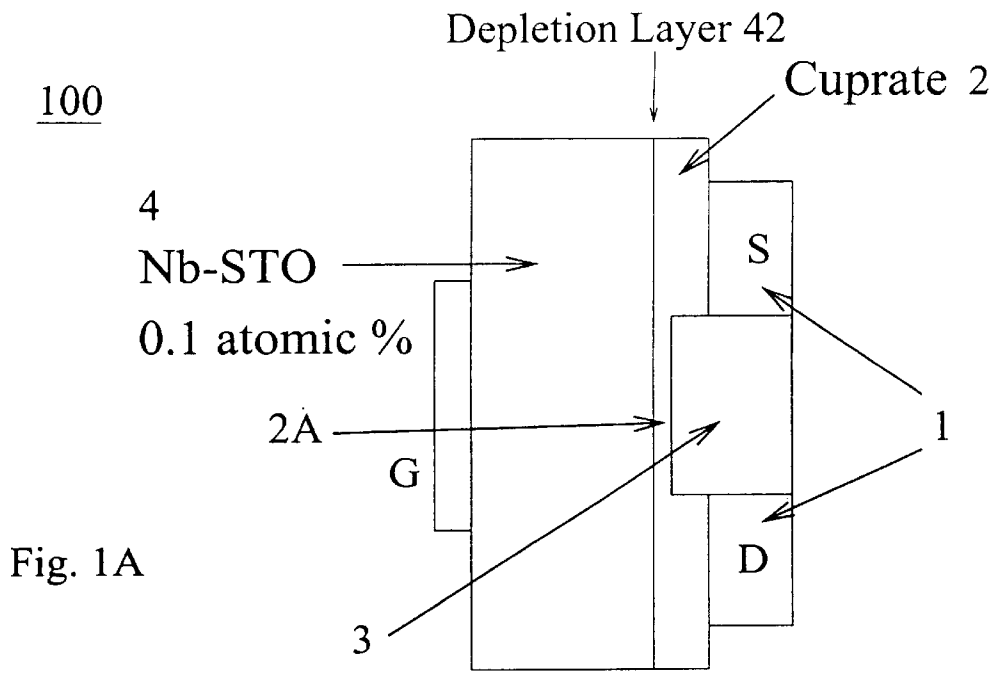 Depletion Layer 42
Cuprate 2
100
4
Nb-STO
0.1 atomic %
S
2A
1
G
D
Fig. 1A
3